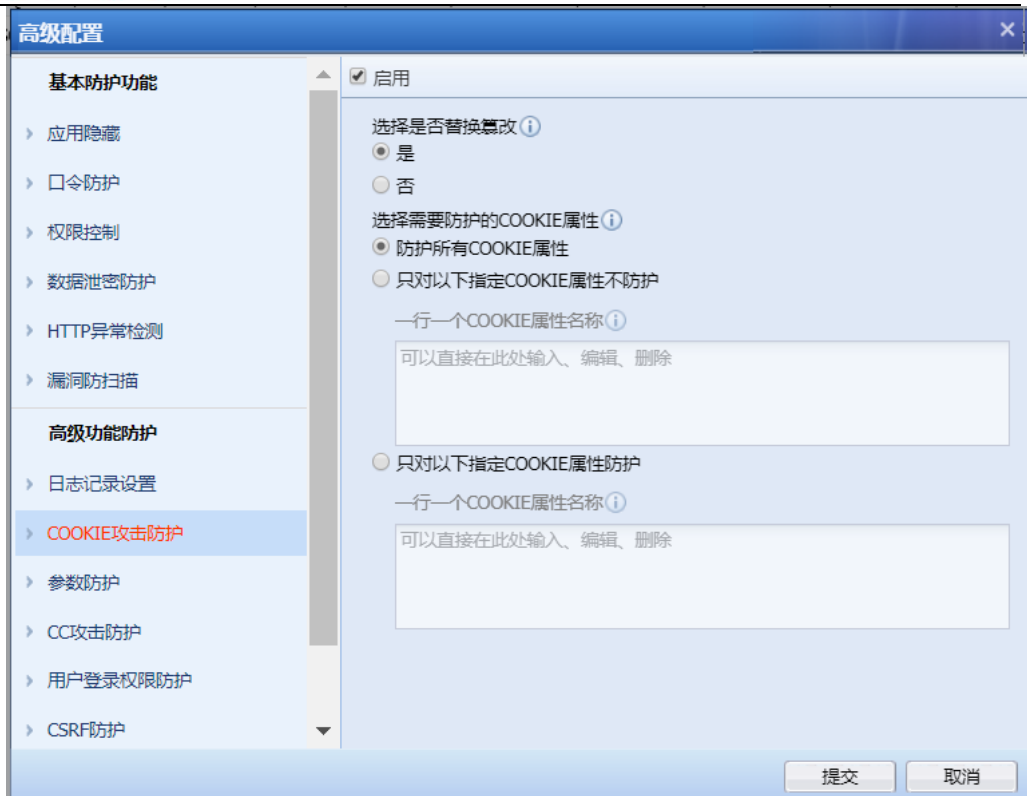 高级配置
基本防护功能
应用隐藏
口令防护
权限控制
数据泄密防护
HTTP异常检测
漏洞防扫描
高级功能防护
日志记录设置
COOKIE攻击防护
参数防护
CC攻击防护
用户登录权限防护
CSRF防护
启用
选择是否替换篡改
是
否
选择需要防护的COOKIE属性
防护所有COOKIE属性
只对以下指定COOKIE属性不防护
一行一个COOKIE属性名称
可以直接在此处输入、编辑、删除
只对以下指定COOKIE属性防护
一行一个COOKIE属性名称
可以直接在此处输入、编辑、删除
提交
取消